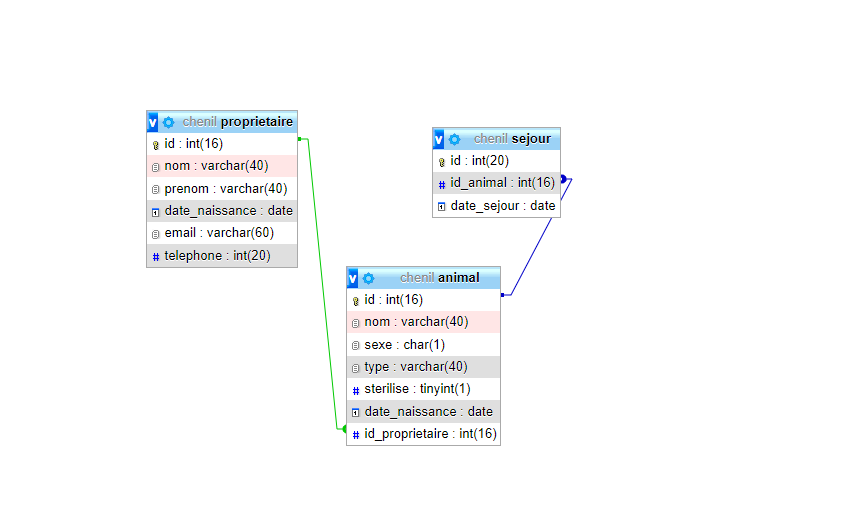 chenil proprietaire
id : int(16)
nom : varchar(40)
prenom : varchar(40)
date_naissance : date
email : varchar(60)
# telephone : int(20)
chenil sejour
id : int(20)
# id_animal : int(16)
date_sejour : date
chenil animal
id : int(16)
nom : varchar(40)
sexe : char(1)
type : varchar(40)
# sterilise : tinyint(1)
date_naissance : date
# id_proprietaire : int(16)